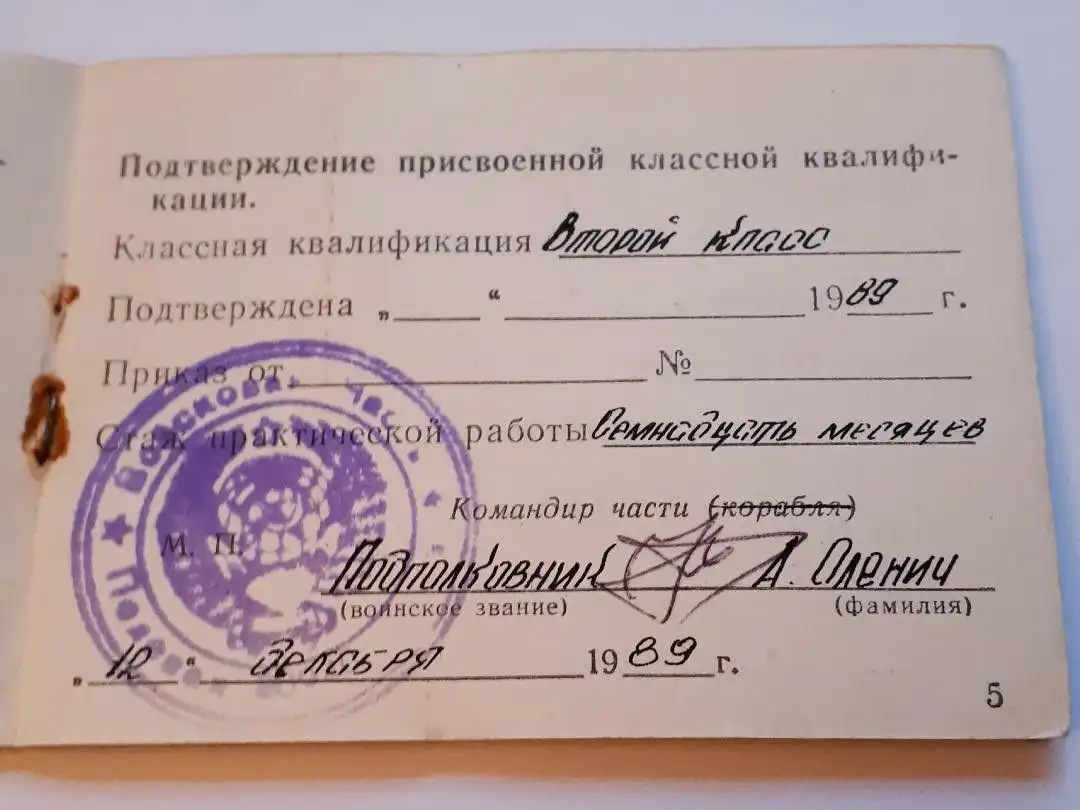 Подтверждение присвоенной классной квалифи-
кации.
Классная квалификация Второй класс
Подтверждена „ “ 1989 г.
Приказ от №
Стаж практической работы Семнадцать месяцев
Командир части (корабля)
М. П.
Подполковник А. Оленич
(воинское звание) (фамилия)
„12“ декабря 1989 г.
5